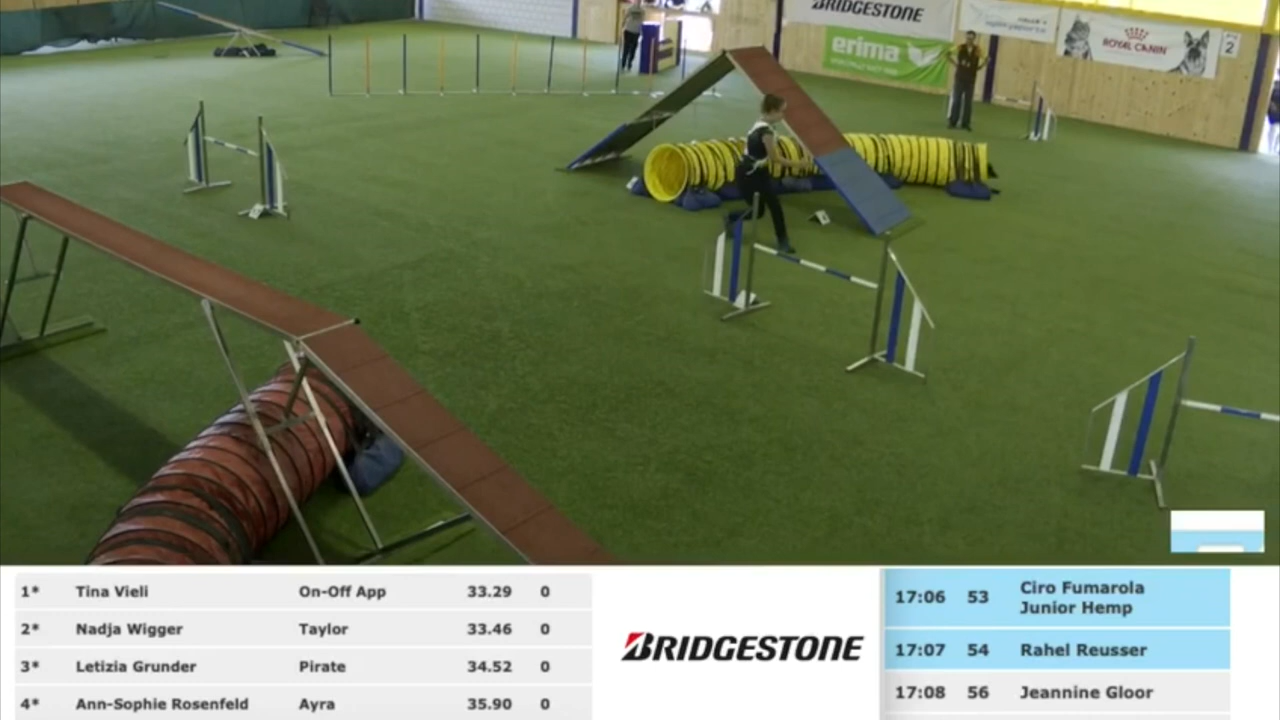 BRIDGESTONE
erima
ROYAL CANIN
2
1* Tina Vieli On-Off App 33.29 0
2* Nadja Wigger Taylor 33.46 0
3* Letizia Grunder Pirate 34.52 0
4* Ann-Sophie Rosenfeld Ayra 35.90 0
BRIDGESTONE
17:06 53 Ciro Fumarola
Junior Hemp
17:07 54 Rahel Reusser
17:08 56 Jeannine Gloor